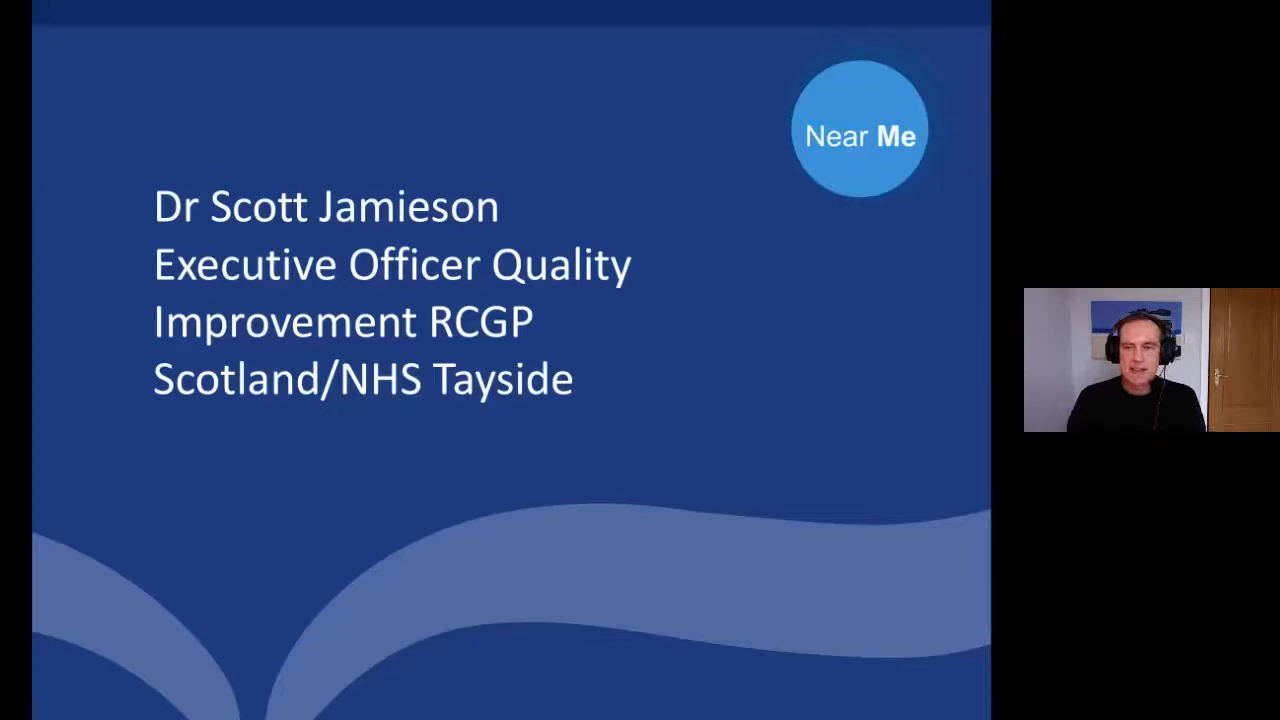 Near Me
Dr Scott Jamieson
Executive Officer Quality
Improvement RCGP
Scotland/NHS Tayside